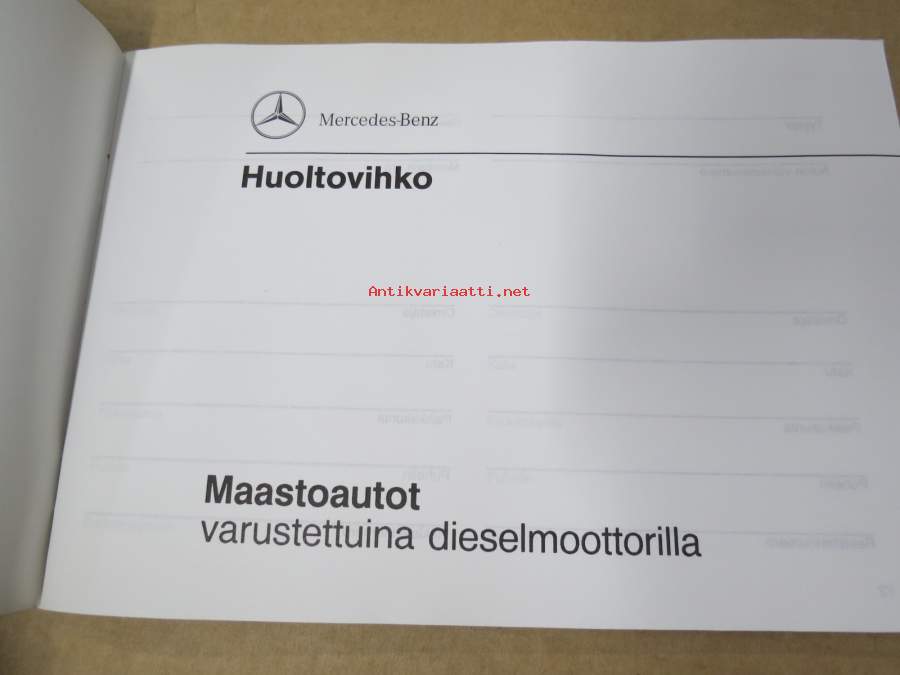 Mercedes-Benz
Huoltovihko
Antikvariaatti.net
Maastoautot
varustettuina dieselmoottorilla